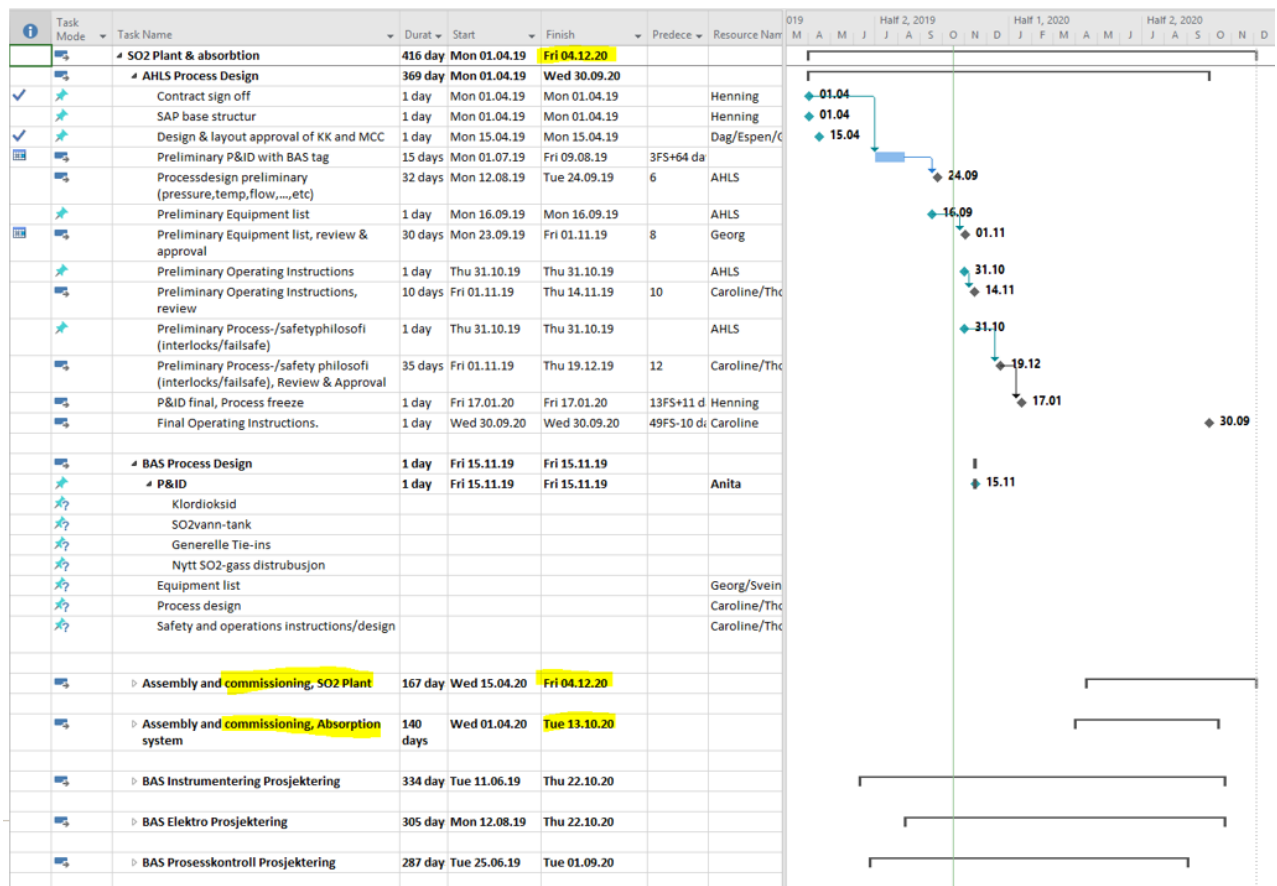 Task Mode Task Name Durat Start Finish Predece Resource Nam
019 Half 2, 2019 Half 1, 2020 Half 2, 2020
M A M J J A S O N D J F M A M J J A S O N D
SO2 Plant & absorbtion 416 day Mon 01.04.19 Fri 04.12.20
AHLS Process Design 369 day Mon 01.04.19 Wed 30.09.20
Contract sign off 1 day Mon 01.04.19 Mon 01.04.19 Henning 01.04
SAP base structur 1 day Mon 01.04.19 Mon 01.04.19 Henning 01.04
Design & layout approval of KK and MCC 1 day Mon 15.04.19 Mon 15.04.19 Dag/Espen/ 15.04
Preliminary P&ID with BAS tag 15 days Mon 01.07.19 Fri 09.08.19 3FS+64 da
Processdesign preliminary 32 days Mon 12.08.19 Tue 24.09.19 6 AHLS 24.09
(pressure,temp,flow,...,etc)
Preliminary Equipment list 1 day Mon 16.09.19 Mon 16.09.19 AHLS 16.09
Preliminary Equipment list, review & 30 days Mon 23.09.19 Fri 01.11.19 8 Georg 01.11
approval
Preliminary Operating Instructions 1 day Thu 31.10.19 Thu 31.10.19 AHLS 31.10
Preliminary Operating Instructions, 10 days Fri 01.11.19 Thu 14.11.19 10 Caroline/Tho 14.11
review
Preliminary Process-/safetyphilosofi 1 day Thu 31.10.19 Thu 31.10.19 AHLS 31.10
(interlocks/failsafe)
Preliminary Process-/safety philosofi 35 days Fri 01.11.19 Thu 19.12.19 12 Caroline/Tho 19.12
(interlocks/failsafe), Review & Approval
P&ID final, Process freeze 1 day Fri 17.01.20 Fri 17.01.20 13FS+11 d Henning 17.01
Final Operating Instructions. 1 day Wed 30.09.20 Wed 30.09.20 49FS-10 da Caroline 30.09
BAS Process Design 1 day Fri 15.11.19 Fri 15.11.19
P&ID 1 day Fri 15.11.19 Fri 15.11.19 Anita 15.11
Klordioksid
SO2vann-tank
Generelle Tie-ins
Nytt SO2-gass distrubusjon
Equipment list Georg/Svein
Process design Caroline/Tho
Safety and operations instructions/design Caroline/Tho
Assembly and commissioning, SO2 Plant 167 day Wed 15.04.20 Fri 04.12.20
Assembly and commissioning, Absorption 140 Wed 01.04.20 Tue 13.10.20
system days
BAS Instrumentering Prosjektering 334 day Tue 11.06.19 Thu 22.10.20
BAS Elektro Prosjektering 305 day Mon 12.08.19 Thu 22.10.20
BAS Prosesskontroll Prosjektering 287 day Tue 25.06.19 Tue 01.09.20